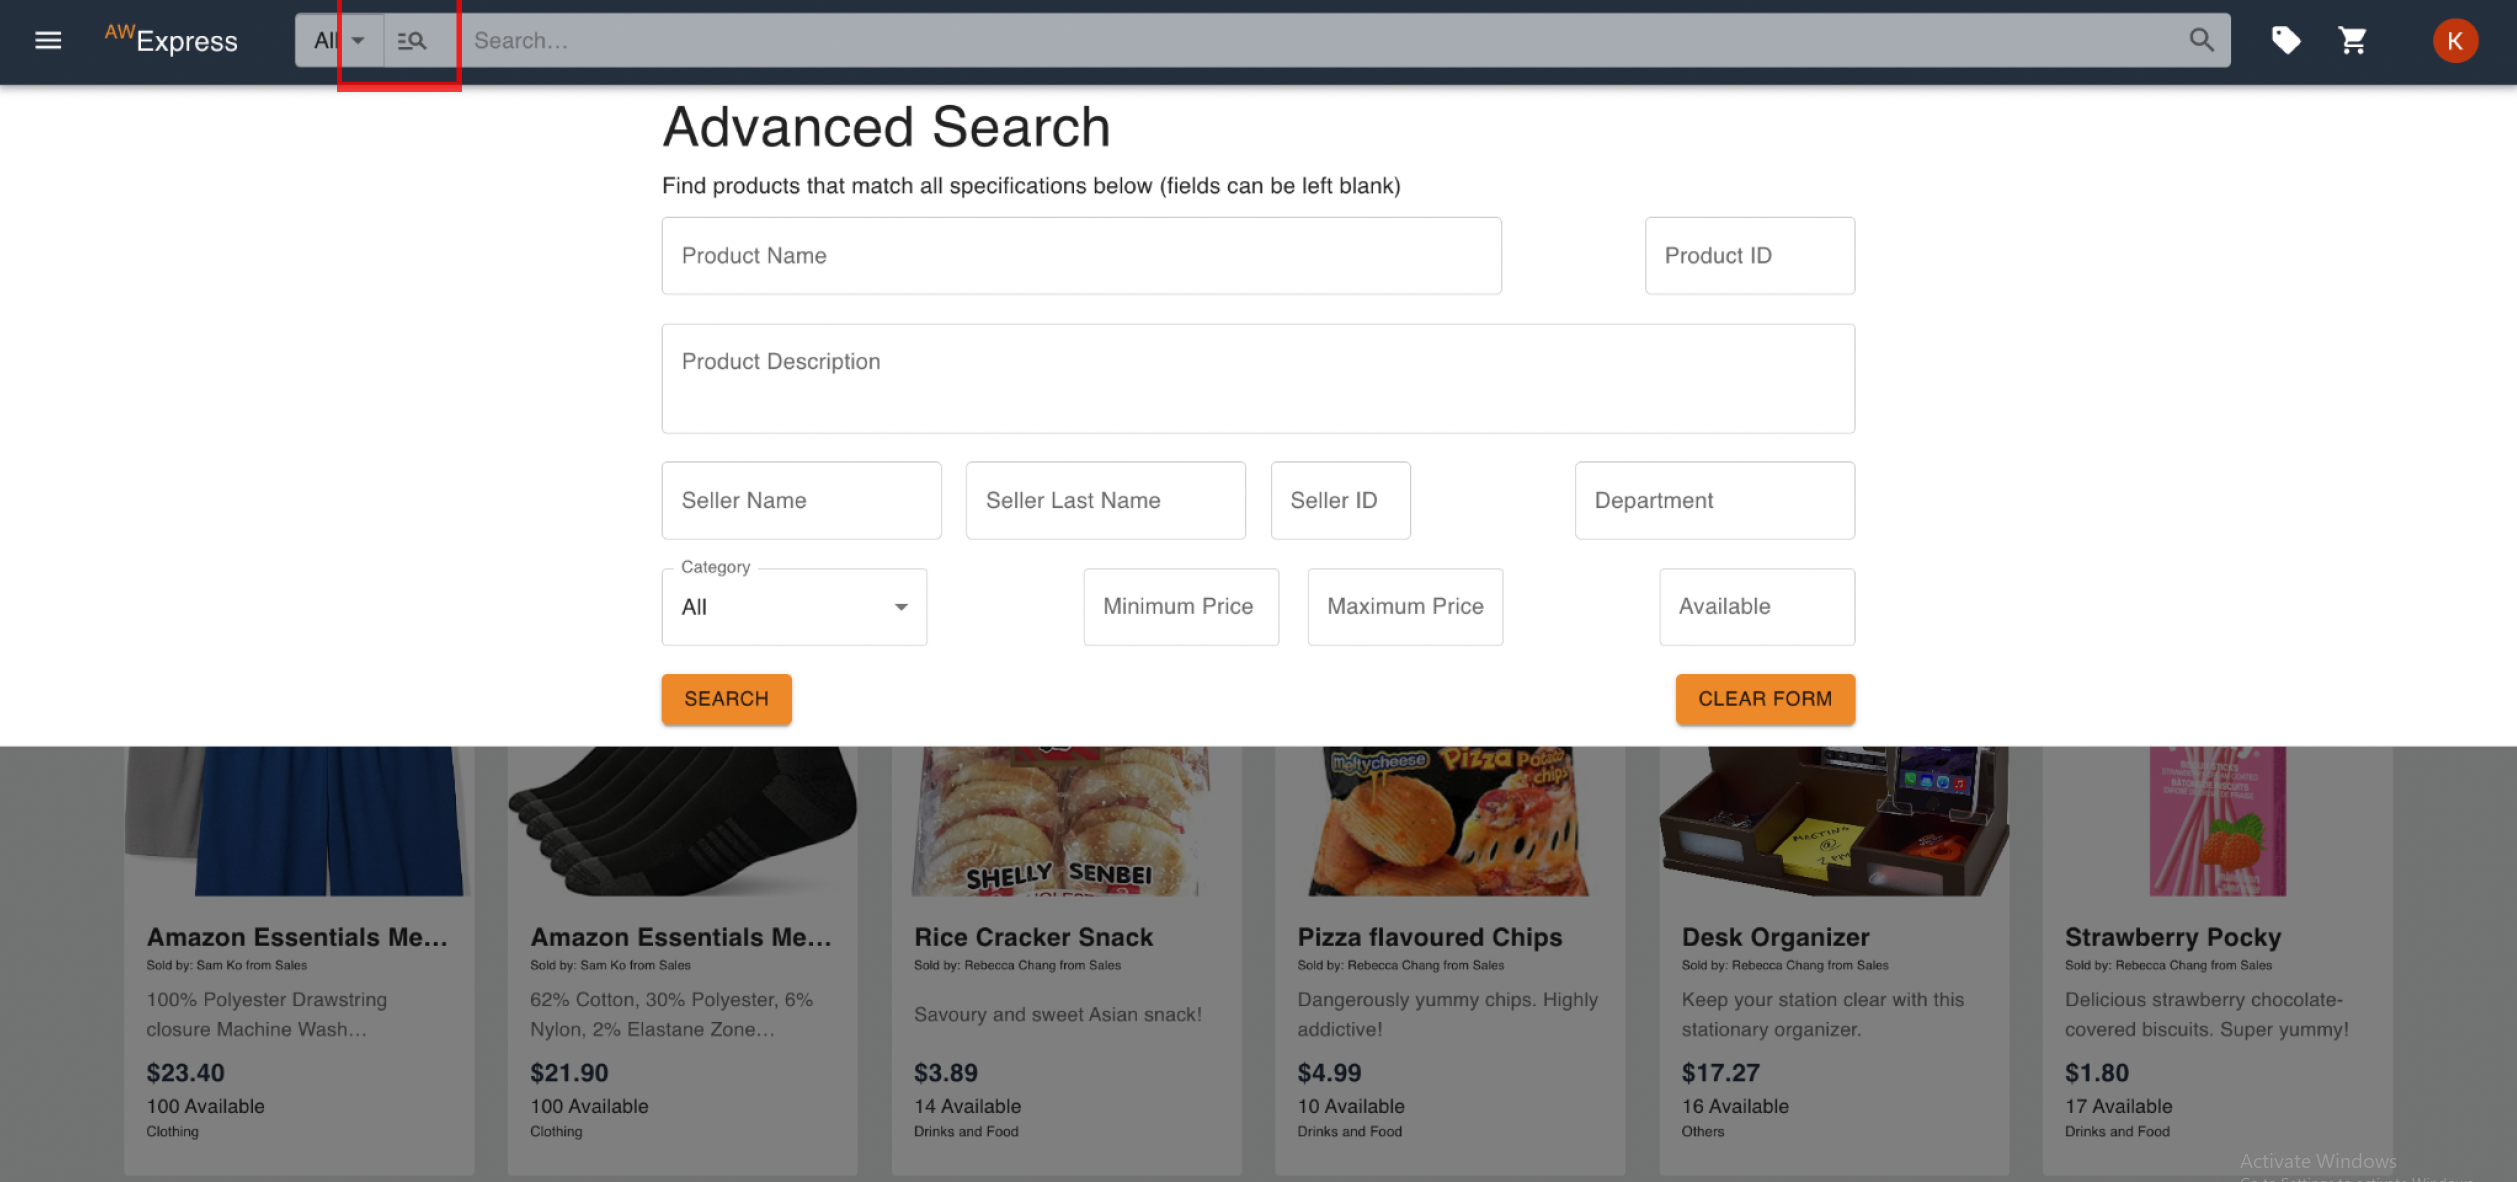 AWExpress
All
Search...
K
Advanced Search
Find products that match all specifications below (fields can be left blank)
Product Name
Product ID
Product Description
Seller Name
Seller Last Name
Seller ID
Department
Category
All
Minimum Price
Maximum Price
Available
SEARCH
CLEAR FORM
SHELLY SENBEI
meltycheese Pizza Potato
chips
MEETING
@
2 PM
Amazon Essentials Me...
Sold by: Sam Ko from Sales
100% Polyester Drawstring
closure Machine Wash...
$23.40
100 Available
Clothing
Amazon Essentials Me...
Sold by: Sam Ko from Sales
62% Cotton, 30% Polyester, 6%
Nylon, 2% Elastane Zone...
$21.90
100 Available
Clothing
Rice Cracker Snack
Sold by: Rebecca Chang from Sales
Savoury and sweet Asian snack!
$3.89
14 Available
Drinks and Food
Pizza flavoured Chips
Sold by: Rebecca Chang from Sales
Dangerously yummy chips. Highly
addictive!
$4.99
10 Available
Drinks and Food
Desk Organizer
Sold by: Rebecca Chang from Sales
Keep your station clear with this
stationary organizer.
$17.27
16 Available
Others
Strawberry Pocky
Sold by: Rebecca Chang from Sales
Delicious strawberry chocolate-
covered biscuits. Super yummy!
$1.80
17 Available
Drinks and Food
Activate Windows